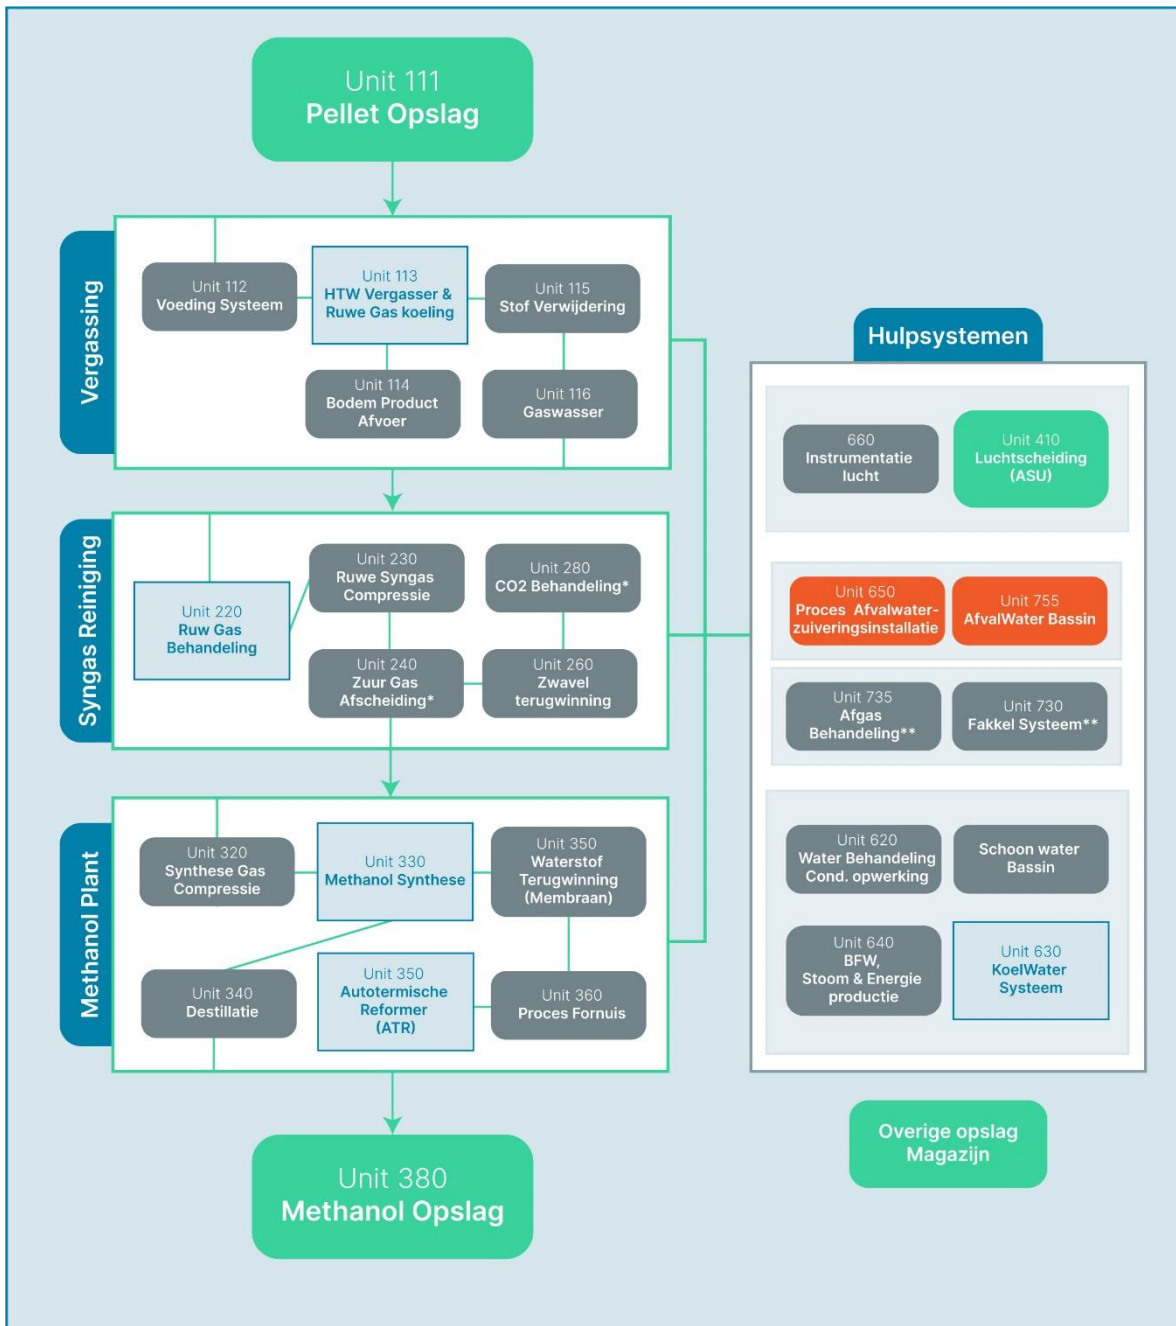 Unit 111
Pellet Opslag
Vergassing
Unit 112
Voeding Systeem
Unit 113
HTW Vergasser &
Ruwe Gas koeling
Unit 115
Stof Verwijdering
Unit 114
Bodem Product
Afvoer
Unit 116
Gaswasser
Syngas Reiniging
Unit 220
Ruw Gas
Behandeling
Unit 230
Ruwe Syngas
Compressie
Unit 280
CO2 Behandeling*
Unit 240
Zuur Gas
Afscheiding*
Unit 260
Zwavel
terugwinning
Methanol Plant
Unit 320
Synthese Gas
Compressie
Unit 330
Methanol Synthese
Unit 350
Waterstof
Terugwinning
(Membraan)
Unit 340
Destillatie
Unit 350
Autotermische
Reformer
(ATR)
Unit 360
Proces Fornuis
Unit 380
Methanol Opslag
Hulpsystemen
660
Instrumentatie
lucht
Unit 410
Luchtscheiding
(ASU)
Unit 650
Proces Afvalwater-
zuiveringsinstallatie
Unit 755
AfvalWater Bassin
Unit 735
Afgas
Behandeling**
Unit 730
Fakkel Systeem**
Unit 620
Water Behandeling
Cond. opwerking
Schoon water
Bassin
Unit 640
BFW,
Stoom & Energie
productie
Unit 630
KoelWater
Systeem
Overige opslag
Magazijn